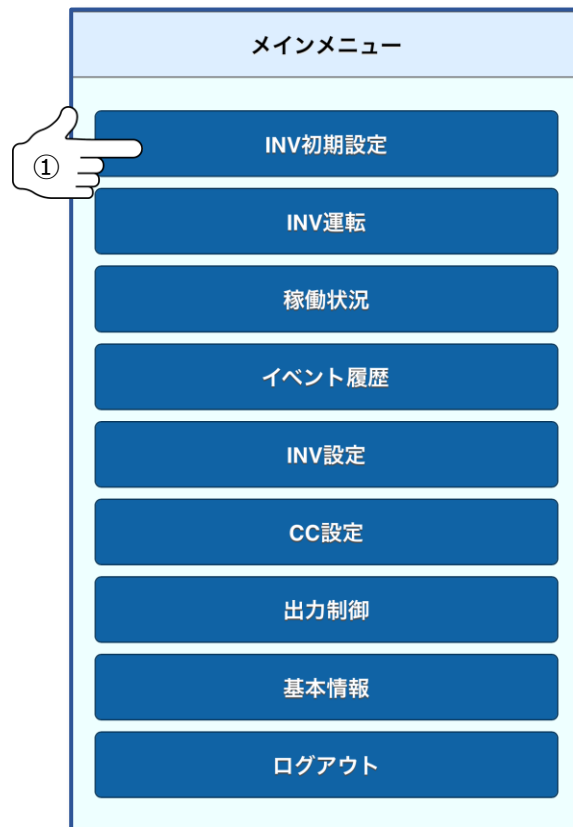 メインメニュー
①
INV初期設定
INV運転
稼働状況
イベント履歴
INV設定
CC設定
出力制御
基本情報
ログアウト